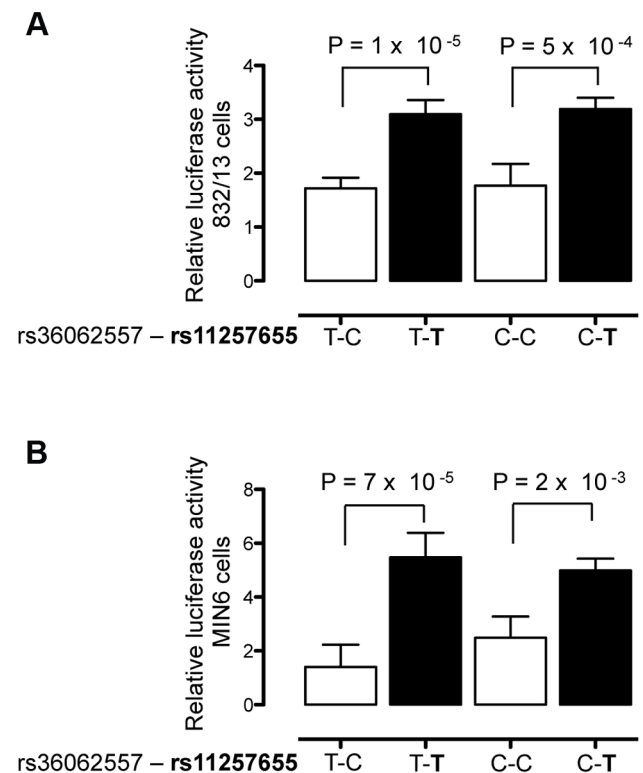 A
P = 1 x 10-5 P = 5 x 10-4
Relative luciferase activity
832/13 cells
4
3
2
1
0
rs36062557 – rs11257655 T-C T-T C-C C-T
B
P = 7 x 10-5 P = 2 x 10-3
Relative luciferase activity
MIN6 cells
8
6
4
2
0
rs36062557 – rs11257655 T-C T-T C-C C-T